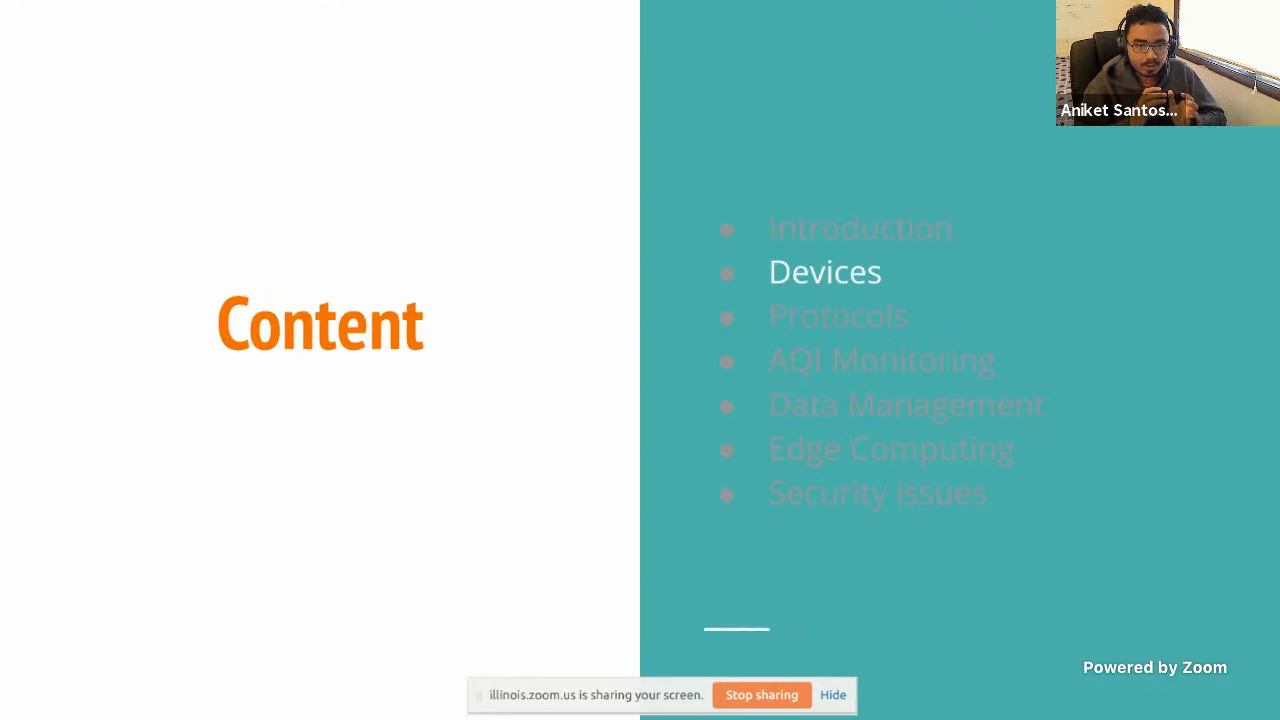 Content
Introduction
Devices
Protocols
AQI Monitoring
Data Management
Edge Computing
Security issues
Aniket Santos...
Powered by Zoom
illinois.zoom.us is sharing your screen. Stop sharing Hide